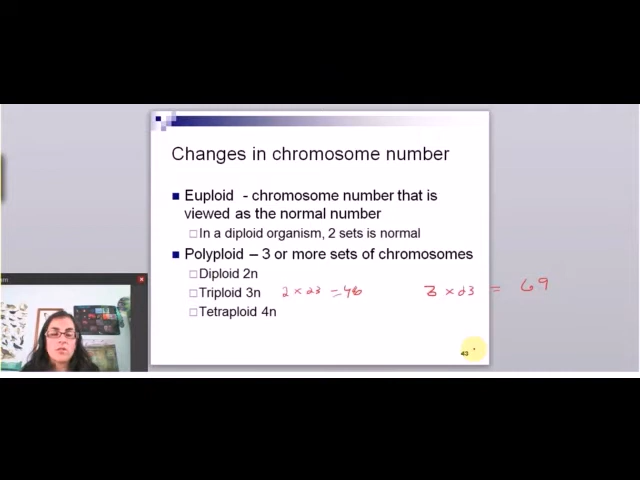 Changes in chromosome number
Euploid - chromosome number that is
viewed as the normal number
In a diploid organism, 2 sets is normal
Polyploid – 3 or more sets of chromosomes
Diploid 2n
Triploid 3n 2 × 23 = 46 3 × 23 = 69
Tetraploid 4n
43